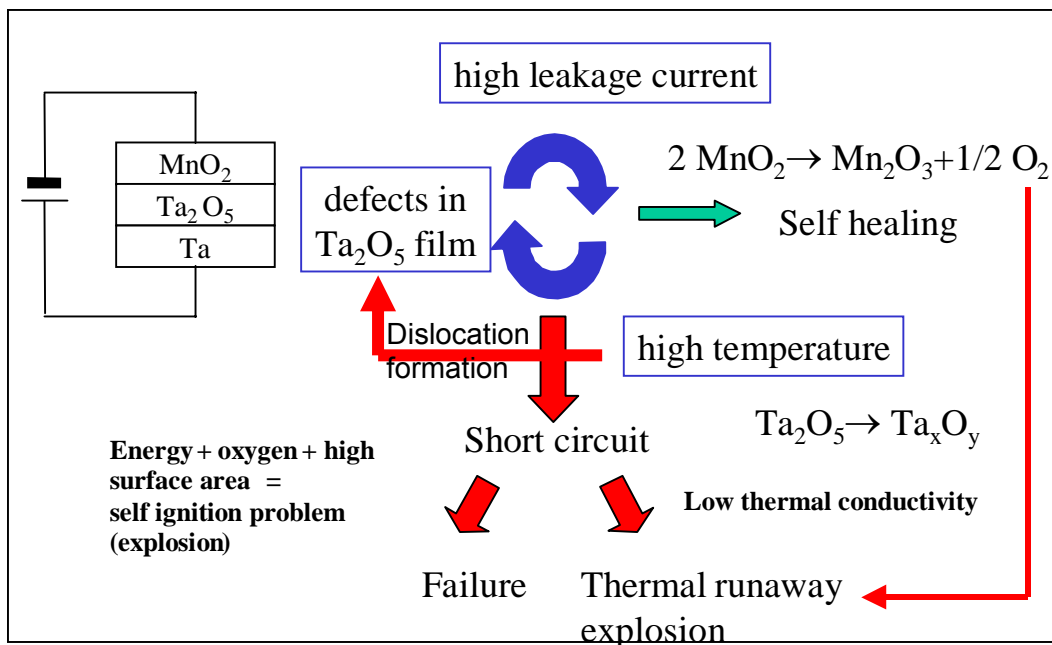 high leakage current
MnO₂
Ta₂O₅
Ta
defects in
Ta₂O₅ film
2 MnO₂→ Mn₂O₃+1/2 O₂
Self healing
Dislocation
formation
high temperature
Ta₂O₅→ TaₓOᵧ
Short circuit
Energy + oxygen + high
surface area =
self ignition problem
(explosion)
Low thermal conductivity
Failure
Thermal runaway
explosion